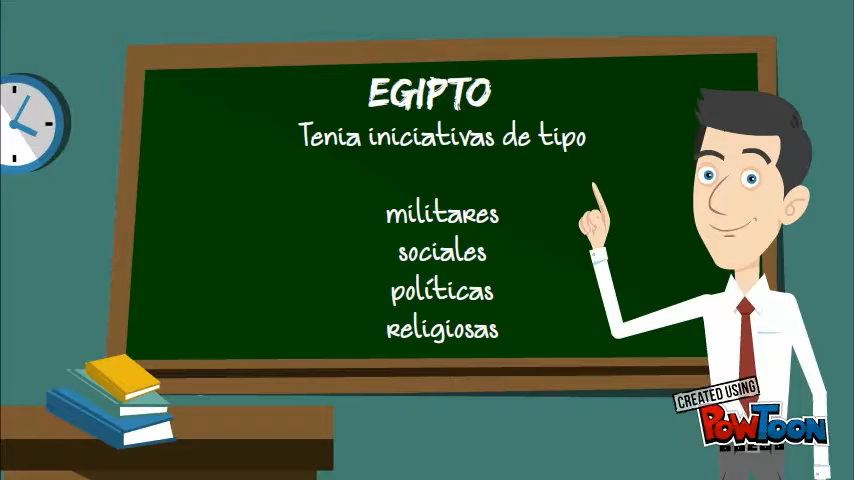 EGIPTO
Tenia iniciativas de tipo
militares
sociales
políticas
religiosas
CREATED USING
POWTOON